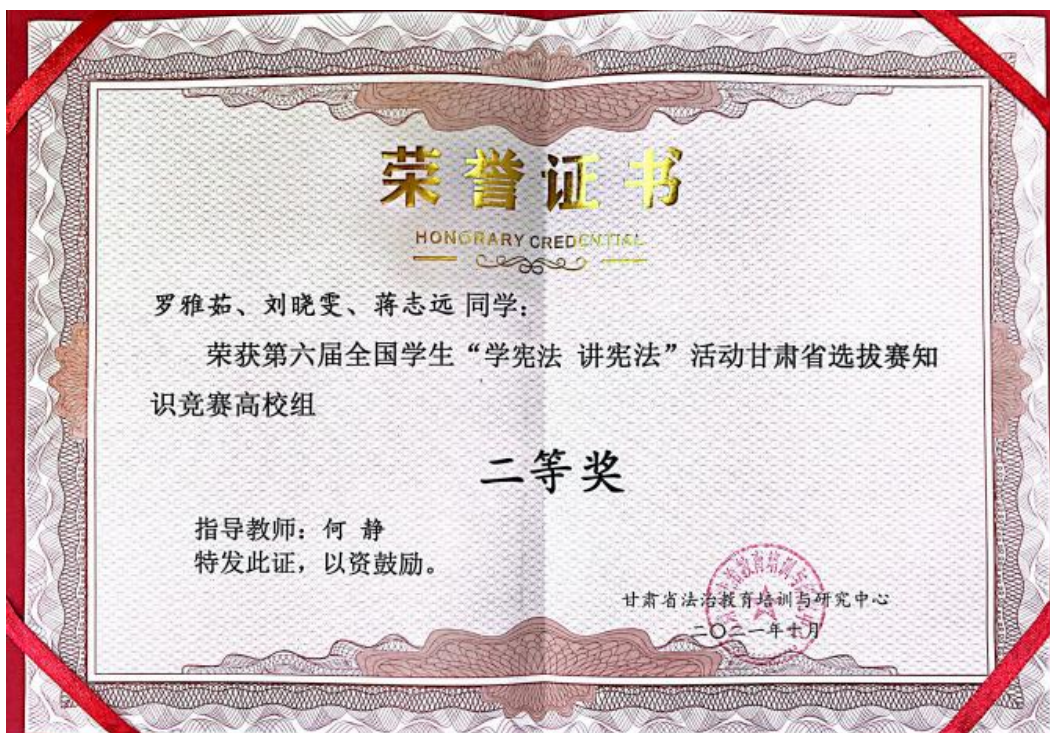 荣誉证书
HONORARY CREDENTIAL
罗雅茹、刘晓雯、蒋志远 同学：
荣获第六届全国学生“学宪法 讲宪法”活动甘肃省选拔赛知
识竞赛高校组
二等奖
指导教师：何 静
特发此证，以资鼓励。
甘肃省法治教育培训与研究中心
二〇二一年十月